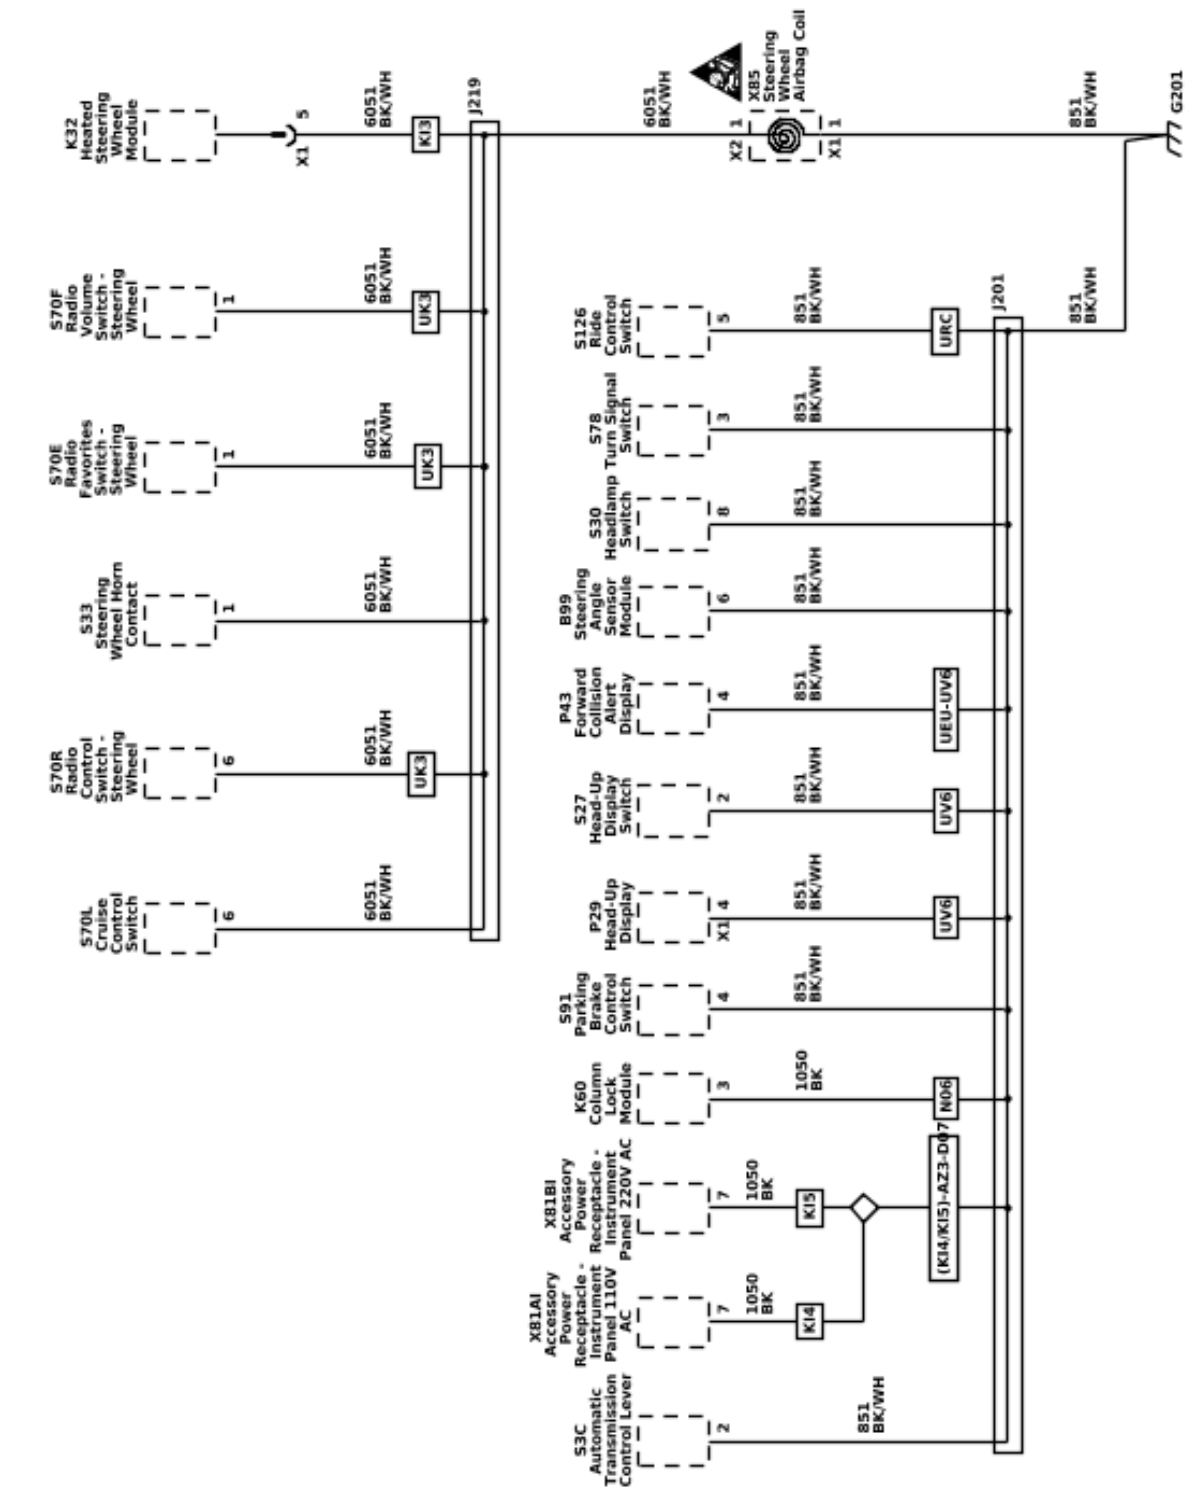 S70L
Cruise
Control
Switch
6
6051
BK/WH
S70R
Radio
Control
Switch -
Steering
Wheel
6
6051
BK/WH
UK3
S33
Steering
Wheel Horn
Contact
1
6051
BK/WH
S70E
Radio
Favorites
Switch -
Steering
Wheel
1
6051
BK/WH
UK3
S70F
Radio
Volume
Switch -
Steering
Wheel
1
6051
BK/WH
UK3
K32
Heated
Steering
Wheel
Module
X1
5
6051
BK/WH
KI3
J219
6051
BK/WH
X85
Steering
Wheel
Airbag Coil
X2
1
X1
1
851
BK/WH
G201
S3C
Automatic
Transmission
Control Lever
2
851
BK/WH
X81AI
Accessory
Power
Receptacle -
Instrument
Panel 110V
AC
7
1050
BK
KI4
X81BI
Accessory
Power
Receptacle -
Instrument
Panel 220V AC
7
1050
BK
KI5
(KI4/KI5)-AZ3-D07
K60
Column
Lock
Module
3
1050
BK
N06
S91
Parking
Brake
Control
Switch
4
851
BK/WH
P29
Head-Up
Display
X1
4
851
BK/WH
UV6
S27
Head-Up
Display
Switch
2
851
BK/WH
UV6
P43
Forward
Collision
Alert
Display
4
851
BK/WH
UEU-UV6
B99
Steering
Angle
Sensor
Module
6
851
BK/WH
S30
Headlamp
Switch
8
851
BK/WH
S78
Turn Signal
Switch
3
851
BK/WH
S126
Ride
Control
Switch
5
851
BK/WH
URC
J201
851
BK/WH